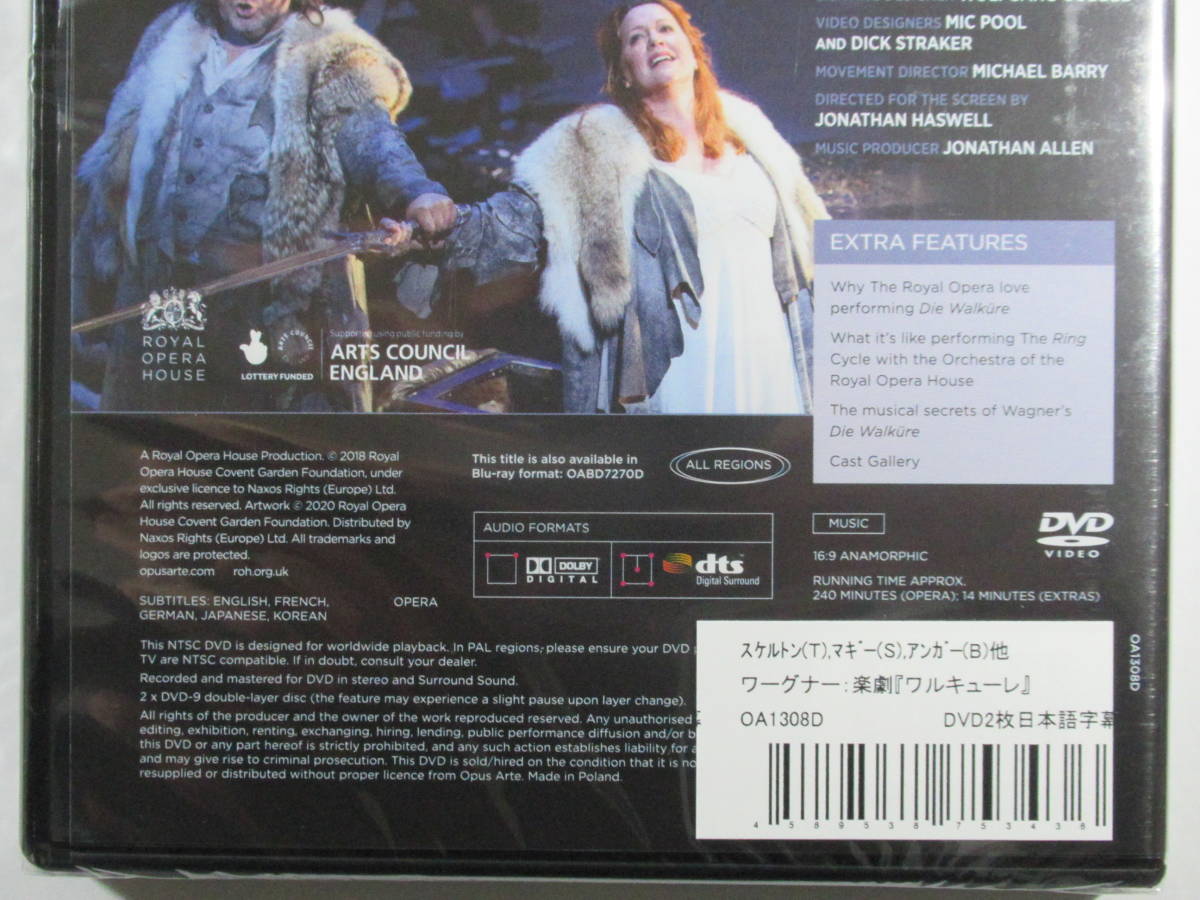 VIDEO DESIGNERS MIC POOL
AND DICK STRAKER
MOVEMENT DIRECTOR MICHAEL BARRY
DIRECTED FOR THE SCREEN BY
JONATHAN HASWELL
MUSIC PRODUCER JONATHAN ALLEN
EXTRA FEATURES
Why The Royal Opera love
performing Die Walküre
What it's like performing The Ring
Cycle with the Orchestra of the
Royal Opera House
The musical secrets of Wagner's
Die Walküre
Cast Gallery
ROYAL
OPERA
HOUSE
LOTTERY FUNDED
ARTS COUNCIL
Supported using public funding by
ARTS COUNCIL
ENGLAND
A Royal Opera House Production. © 2018 Royal
Opera House Covent Garden Foundation, under
exclusive licence to Naxos Rights (Europe) Ltd.
All rights reserved. Artwork © 2020 Royal Opera
House Covent Garden Foundation. Distributed by
Naxos Rights (Europe) Ltd. All trademarks and
logos are protected.
opusarte.com roh.org.uk
SUBTITLES: ENGLISH, FRENCH,
GERMAN, JAPANESE, KOREAN
OPERA
This title is also available in
Blu-ray format: OABD7270D
ALL REGIONS
AUDIO FORMATS
DOLBY
DIGITAL
dts
Digital Surround
MUSIC
DVD
VIDEO
16:9 ANAMORPHIC
RUNNING TIME APPROX.
240 MINUTES (OPERA); 14 MINUTES (EXTRAS)
This NTSC DVD is designed for worldwide playback. In PAL regions, please ensure your DVD
TV are NTSC compatible. If in doubt, consult your dealer.
Recorded and mastered for DVD in stereo and Surround Sound.
2 x DVD-9 double-layer disc (the feature may experience a slight pause upon layer change).
All rights of the producer and the owner of the work reproduced reserved. Any unauthorised
editing, exhibition, renting, exchanging, hiring, lending, public performance diffusion and/or b
this DVD or any part hereof is strictly prohibited, and any such action establishes liability for a
and may give rise to criminal prosecution. This DVD is sold/hired on the condition that it is no
resupplied or distributed without proper licence from Opus Arte. Made in Poland.
OA1308D
ｽｹﾙﾄﾝ(T),ﾏｷﾞｰ(S),ｱﾝｶﾞｰ(B)他
ワーグナー：楽劇『ワルキューレ』
OA1308D DVD2枚日本語字幕
4589538753436